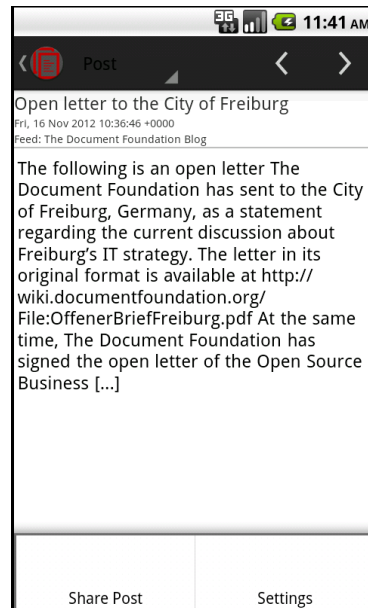 3G 11:41 AM
Post
Open letter to the City of Freiburg
Fri, 16 Nov 2012 10:36:46 +0000
Feed: The Document Foundation Blog
The following is an open letter The
Document Foundation has sent to the City
of Freiburg, Germany, as a statement
regarding the current discussion about
Freiburg’s IT strategy. The letter in its
original format is available at http://
wiki.documentfoundation.org/
File:OffenerBriefFreiburg.pdf At the same
time, The Document Foundation has
signed the open letter of the Open Source
Business [...]
Share Post Settings